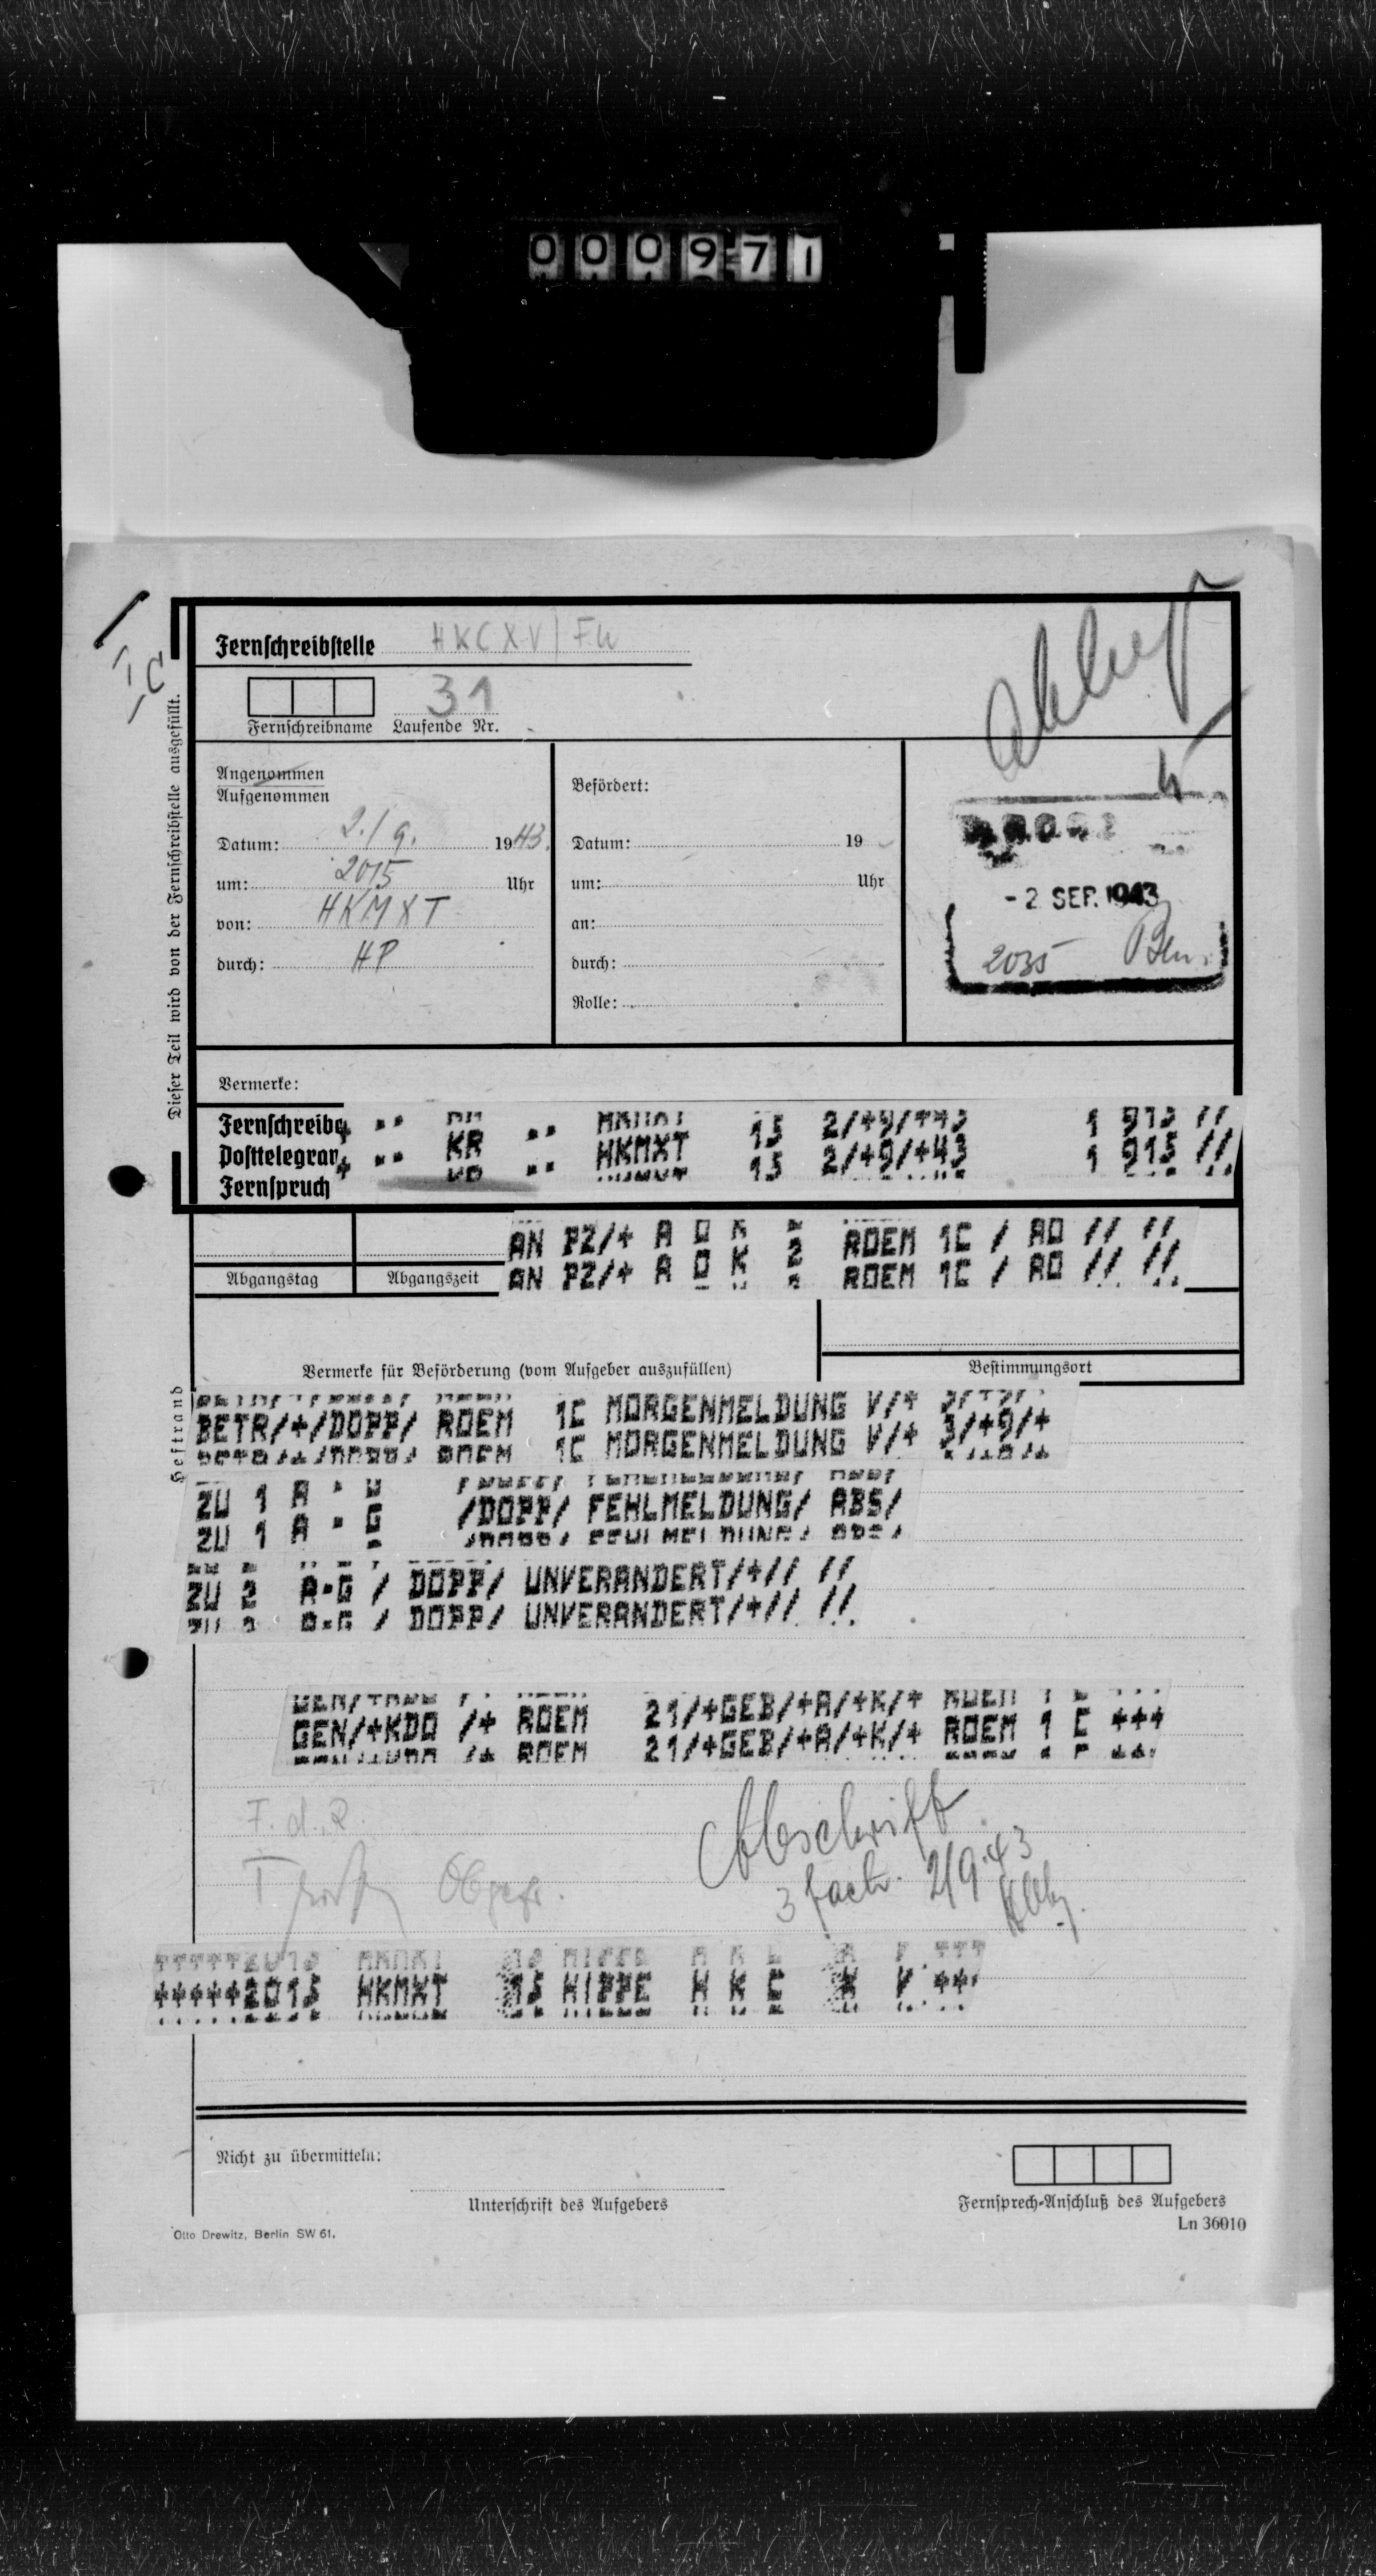 000971
I C
Dieser Teil wird von der Fernschreibstelle ausgefüllt.
Fernschreibstelle HKCXV/FU
31
Fernschreibname Laufende Nr.
Angenommen
Aufgenommen
Datum: 2./9. 1943.
um: 2015 Uhr
von: HKMXT
durch: HP
Befördert:
Datum: 19
um: Uhr
an:
durch:
Rolle:
- 2. SEP. 1943
2035
Vermerke:
Fernschreiben
Posttelegramm
Fernspruch
+ .. KR .. HKMXT 15 2/+9/+43 1 915 //
AN PZ/+ A O K 2 ROEM 1C / AO // //
Abgangstag Abgangszeit
Vermerke für Beförderung (vom Aufgeber auszufüllen)
Bestimmungsort
Heftrand
BETR/+/DOPP/ ROEM 1C MORGENMELDUNG V/+ 3/+9/+
ZU 1 A - G /DOPP/ FEHLMELDUNG/ ABS/
ZU 2 A-G / DOPP/ UNVERANDERT/+// //
GEN/+KDO /+ ROEM 21/+GEB/+A/+K/+ ROEM 1 C +++
F. d. R.
Obgefr.
Abschrift
3 fach. 2/9.43
+++++2015 HKMXT 15 HIPPE H K C X V ++
Nicht zu übermitteln:
Unterschrift des Aufgebers
Fernsprech-Anschluß des Aufgebers
Otto Drewitz, Berlin SW 61.
Ln 36010